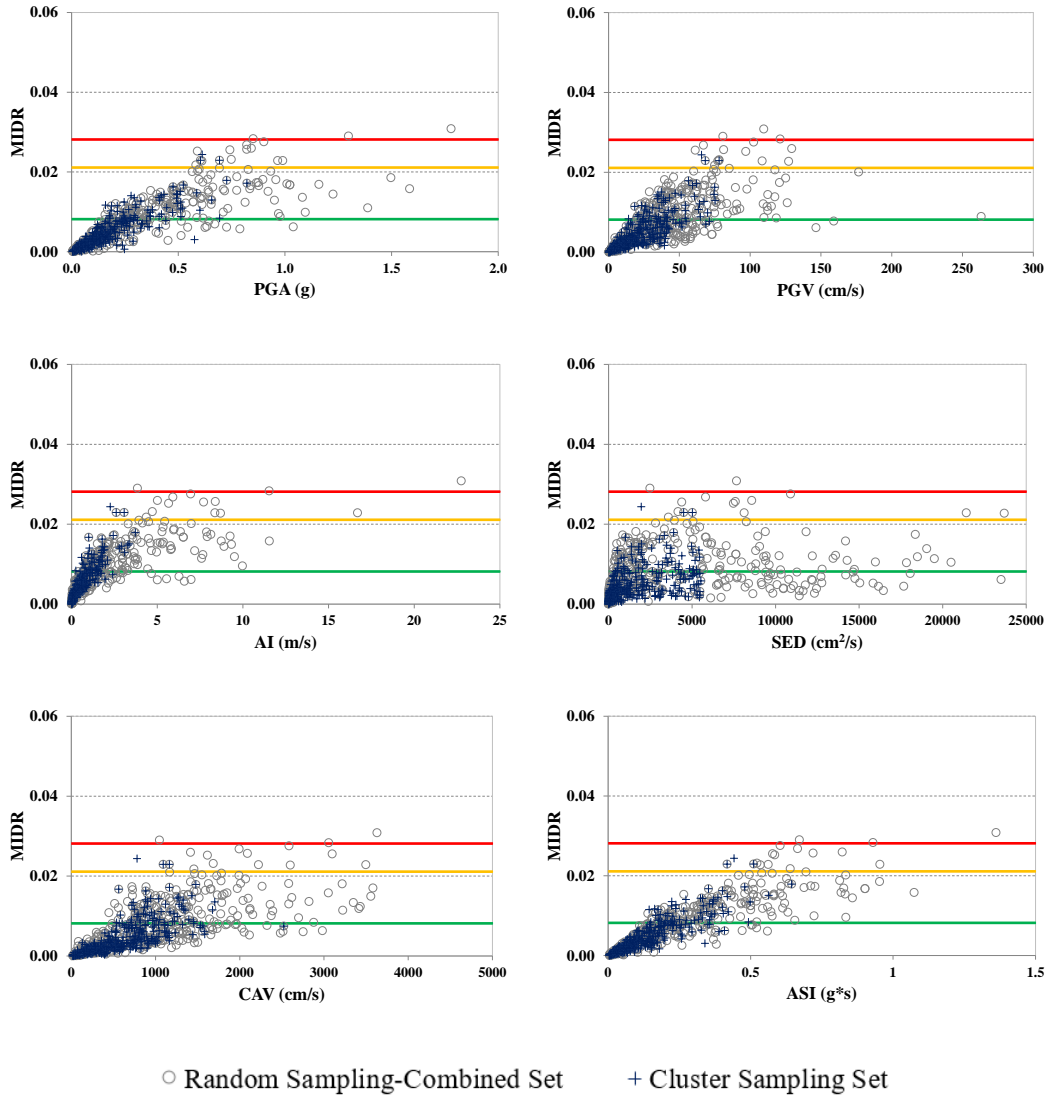 0.06
0.04
0.02
0.00
MIDR
0.0 0.5 1.0 1.5 2.0
PGA (g)
0.06
0.04
0.02
0.00
MIDR
0 50 100 150 200 250 300
PGV (cm/s)
0.06
0.04
0.02
0.00
MIDR
0 5 10 15 20 25
AI (m/s)
0.06
0.04
0.02
0.00
MIDR
0 5000 10000 15000 20000 25000
SED (cm²/s)
0.06
0.04
0.02
0.00
MIDR
0 1000 2000 3000 4000 5000
CAV (cm/s)
0.06
0.04
0.02
0.00
MIDR
0 0.5 1 1.5
ASI (g*s)
Random Sampling-Combined Set
Cluster Sampling Set